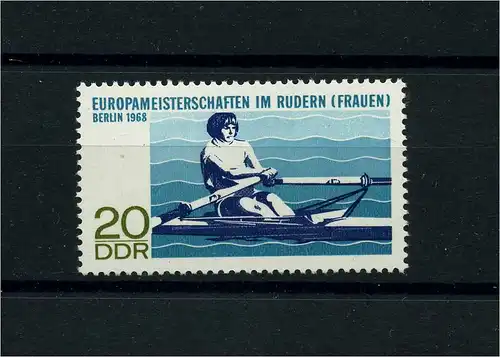 EUROPAMEISTERSCHAFTEN IM RUDERN (FRAUEN)
BERLIN 1968
20
DDR